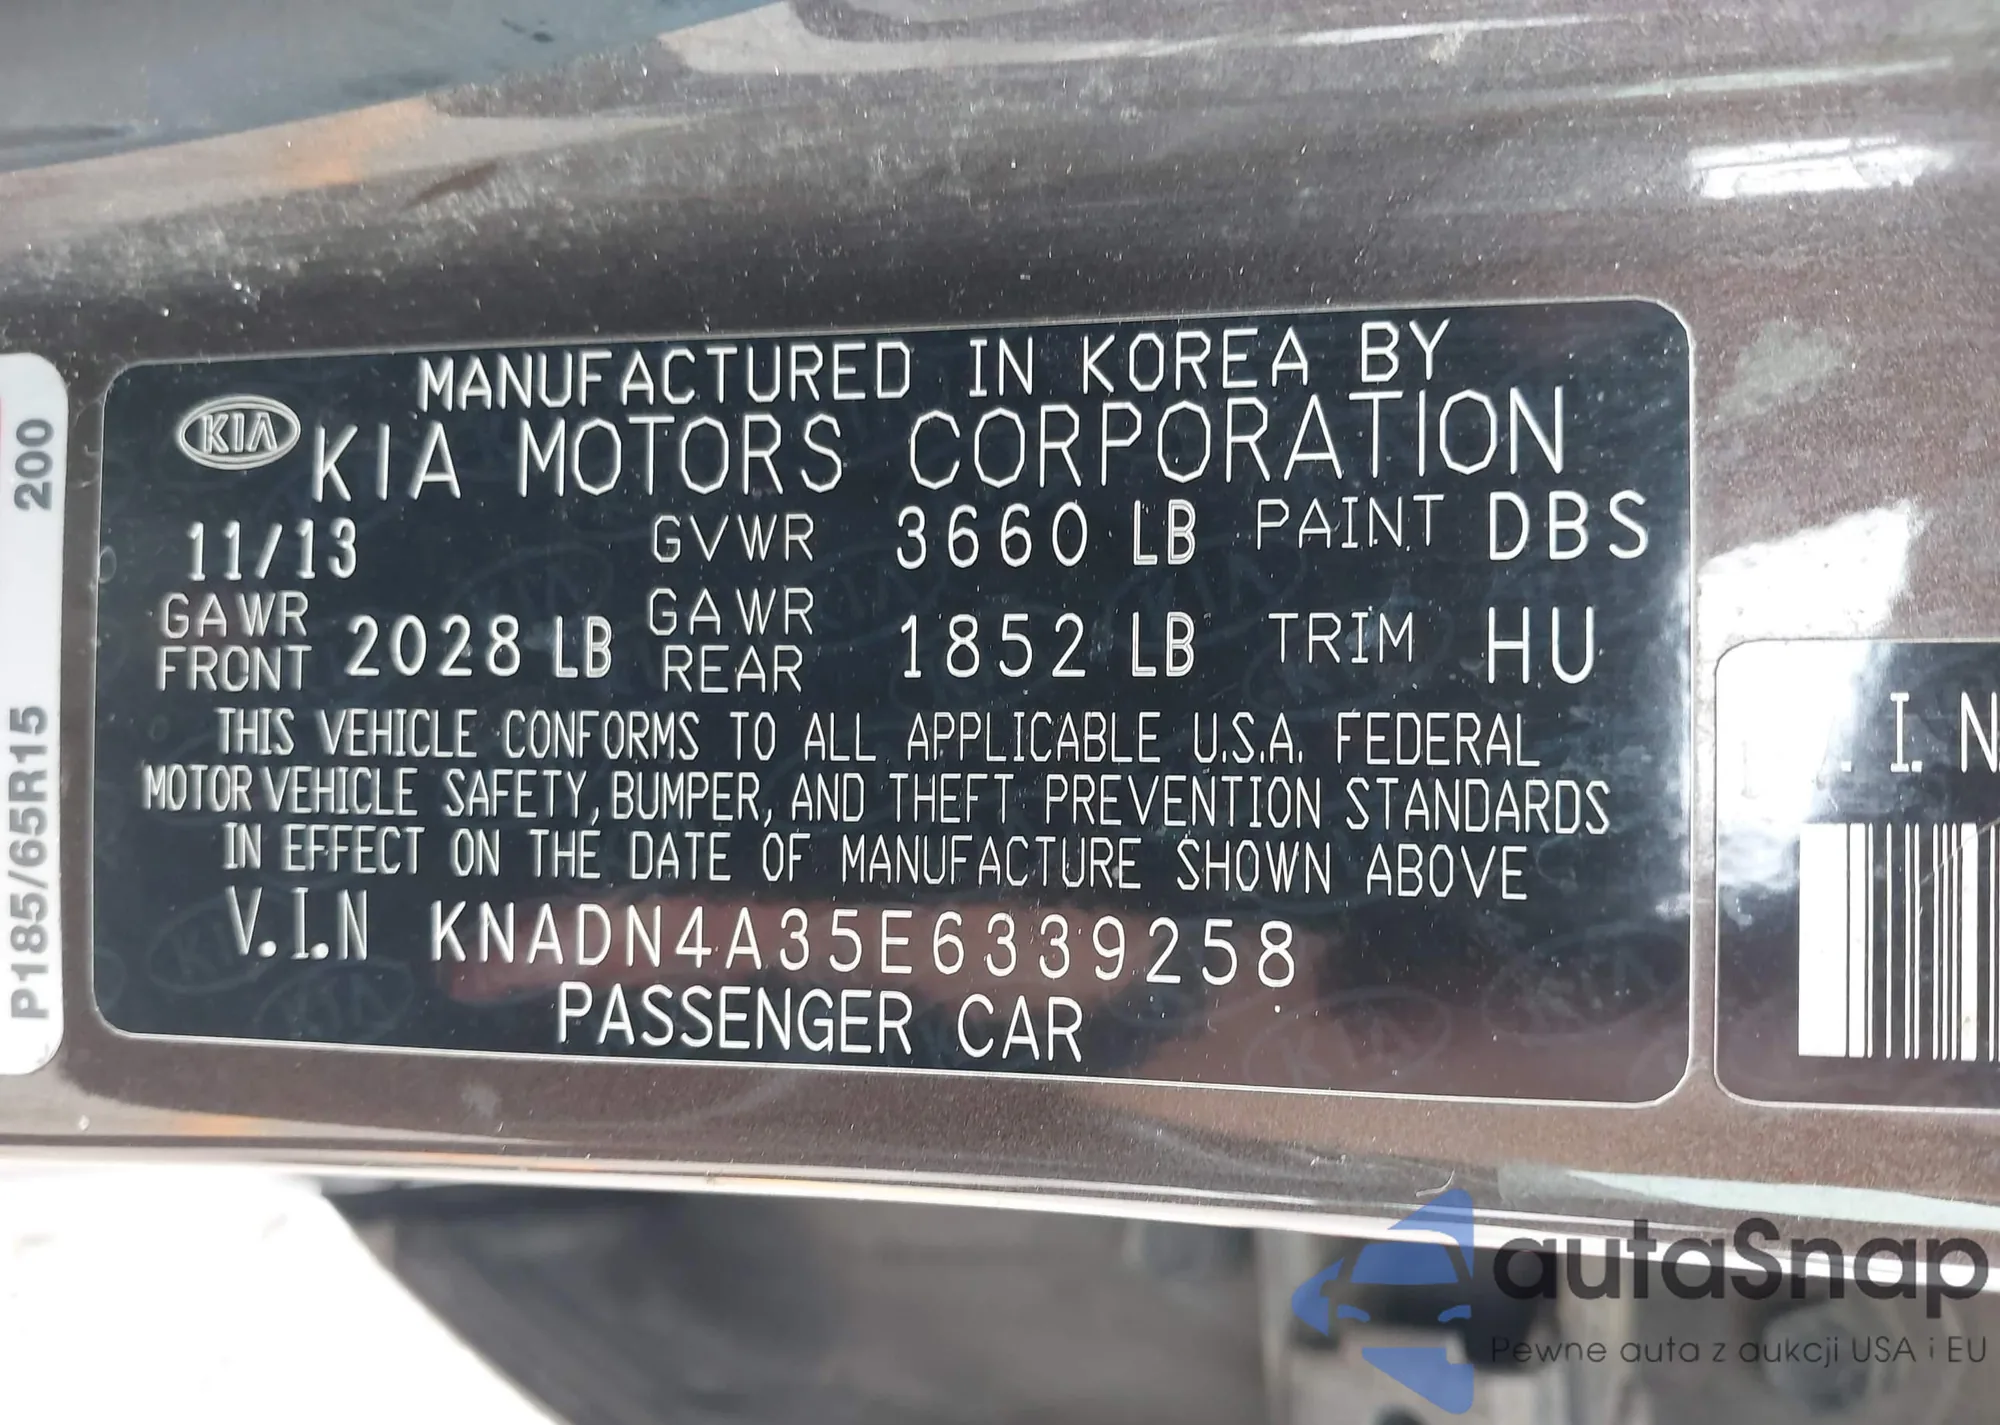 MANUFACTURED IN KOREA BY
KIA
KIA MOTORS CORPORATION
11/13 GVWR 3660 LB PAINT DBS
GAWR FRONT 2028 LB GAWR REAR 1852 LB TRIM HU
THIS VEHICLE CONFORMS TO ALL APPLICABLE U.S.A. FEDERAL
MOTOR VEHICLE SAFETY, BUMPER, AND THEFT PREVENTION STANDARDS
IN EFFECT ON THE DATE OF MANUFACTURE SHOWN ABOVE
V.I.N KNADN4A35E6339258
PASSENGER CAR
P185/65R15 200
. I. N
autaSnap
Pewne auta z aukcji USA i EU